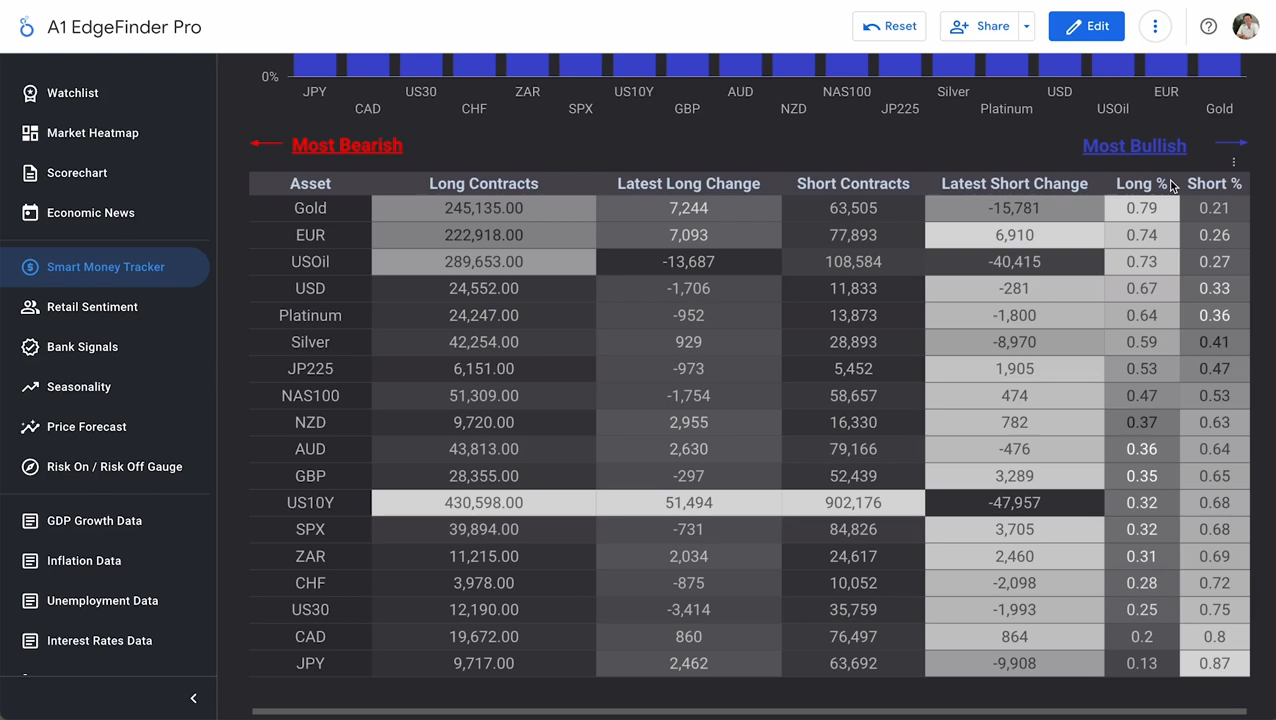 A1 EdgeFinder Pro
Reset
Share
Edit
Watchlist
Market Heatmap
Scorechart
Economic News
Smart Money Tracker
Retail Sentiment
Bank Signals
Seasonality
Price Forecast
Risk On / Risk Off Gauge
GDP Growth Data
Inflation Data
Unemployment Data
Interest Rates Data
0%
JPY US30 ZAR US10Y AUD NAS100 Silver USD EUR
CAD CHF SPX GBP NZD JP225 Platinum USOil Gold
Most Bearish Most Bullish
Asset Long Contracts Latest Long Change Short Contracts Latest Short Change Long % Short %
Gold 245,135.00 7,244 63,505 -15,781 0.79 0.21
EUR 222,918.00 7,093 77,893 6,910 0.74 0.26
USOil 289,653.00 -13,687 108,584 -40,415 0.73 0.27
USD 24,552.00 -1,706 11,833 -281 0.67 0.33
Platinum 24,247.00 -952 13,873 -1,800 0.64 0.36
Silver 42,254.00 929 28,893 -8,970 0.59 0.41
JP225 6,151.00 -973 5,452 1,905 0.53 0.47
NAS100 51,309.00 -1,754 58,657 474 0.47 0.53
NZD 9,720.00 2,955 16,330 782 0.37 0.63
AUD 43,813.00 2,630 79,166 -476 0.36 0.64
GBP 28,355.00 -297 52,439 3,289 0.35 0.65
US10Y 430,598.00 51,494 902,176 -47,957 0.32 0.68
SPX 39,894.00 -731 84,826 3,705 0.32 0.68
ZAR 11,215.00 2,034 24,617 2,460 0.31 0.69
CHF 3,978.00 -875 10,052 -2,098 0.28 0.72
US30 12,190.00 -3,414 35,759 -1,993 0.25 0.75
CAD 19,672.00 860 76,497 864 0.2 0.8
JPY 9,717.00 2,462 63,692 -9,908 0.13 0.87